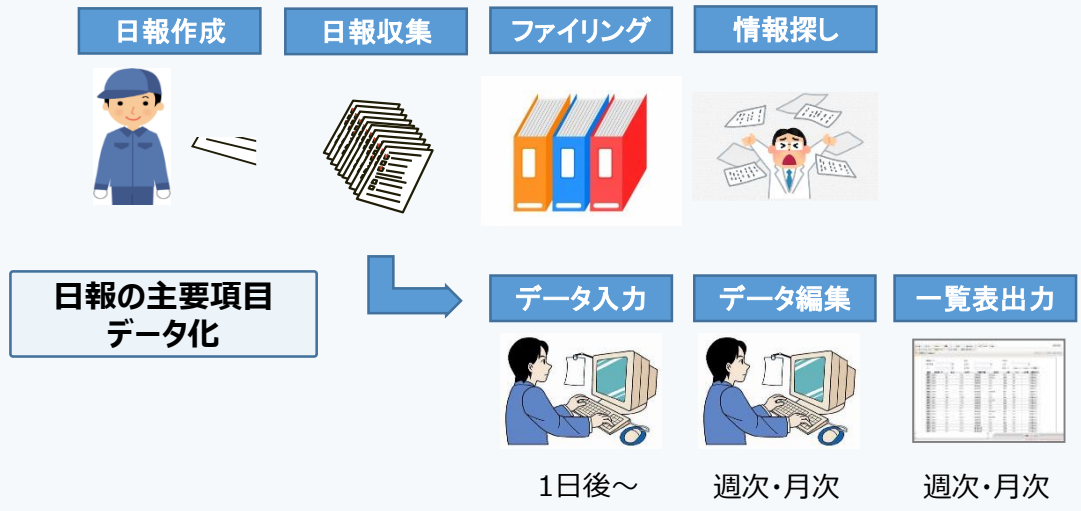 日報作成
日報収集
ファイリング
情報探し
日報の主要項目
データ化
データ入力
データ編集
一覧表出力
1日後～
週次・月次
週次・月次